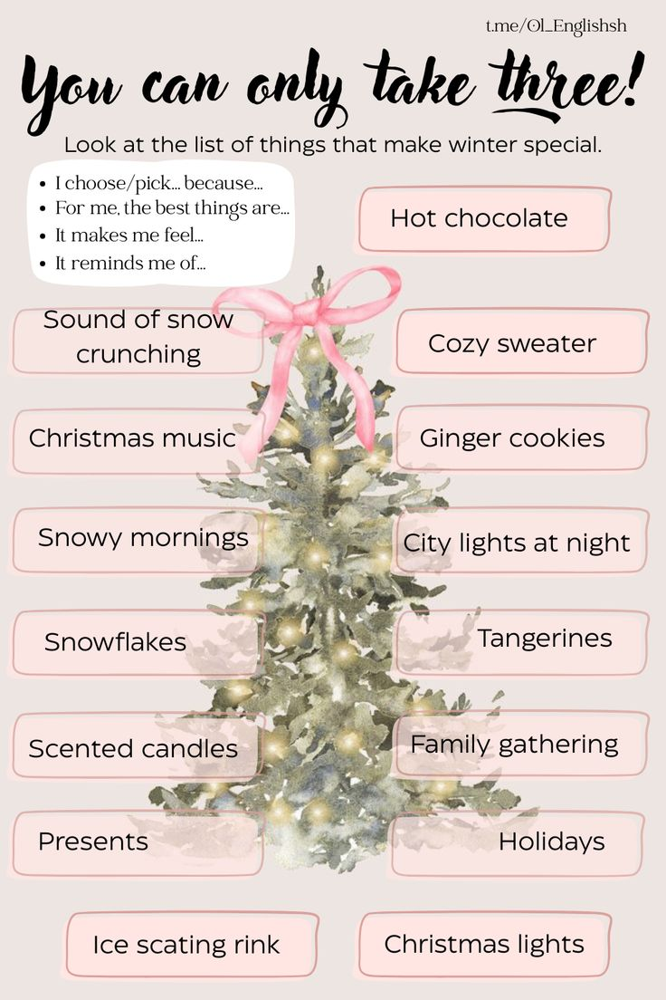 t.me/Ol_Englishsh
You can only take three!
Look at the list of things that make winter special.
• I choose/pick... because...
• For me, the best things are...
• It makes me feel...
• It reminds me of...
Hot chocolate
Sound of snow
crunching
Cozy sweater
Christmas music
Ginger cookies
Snowy mornings
City lights at night
Snowflakes
Tangerines
Scented candles
Family gathering
Presents
Holidays
Ice scating rink
Christmas lights